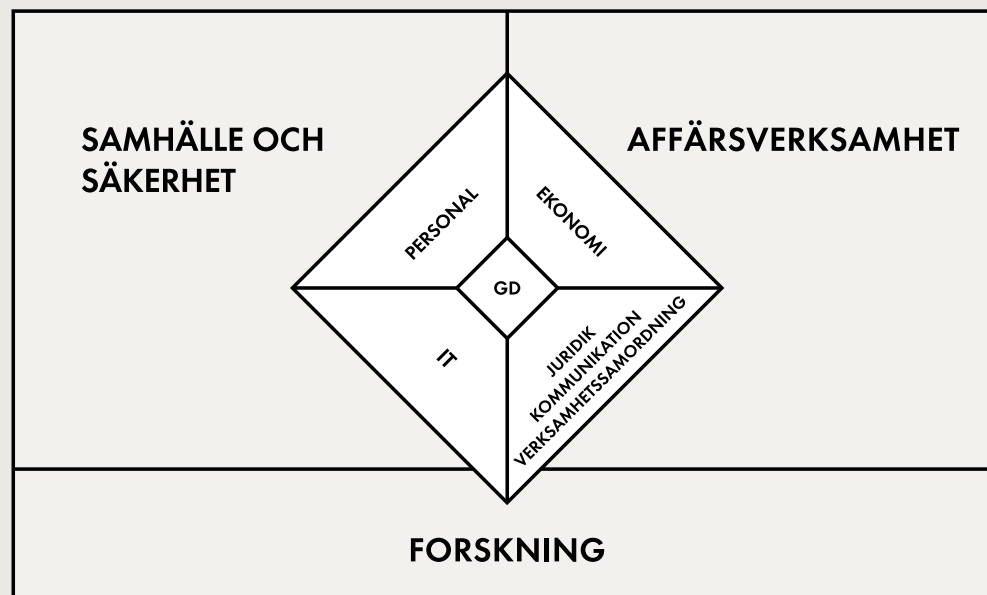 SAMHÄLLE OCH
SÄKERHET
AFFÄRSVERKSAMHET
PERSONAL
EKONOMI
GD
IT
JURIDIK
KOMMUNIKATION
VERKSAMHETSSAMORDNING
FORSKNING